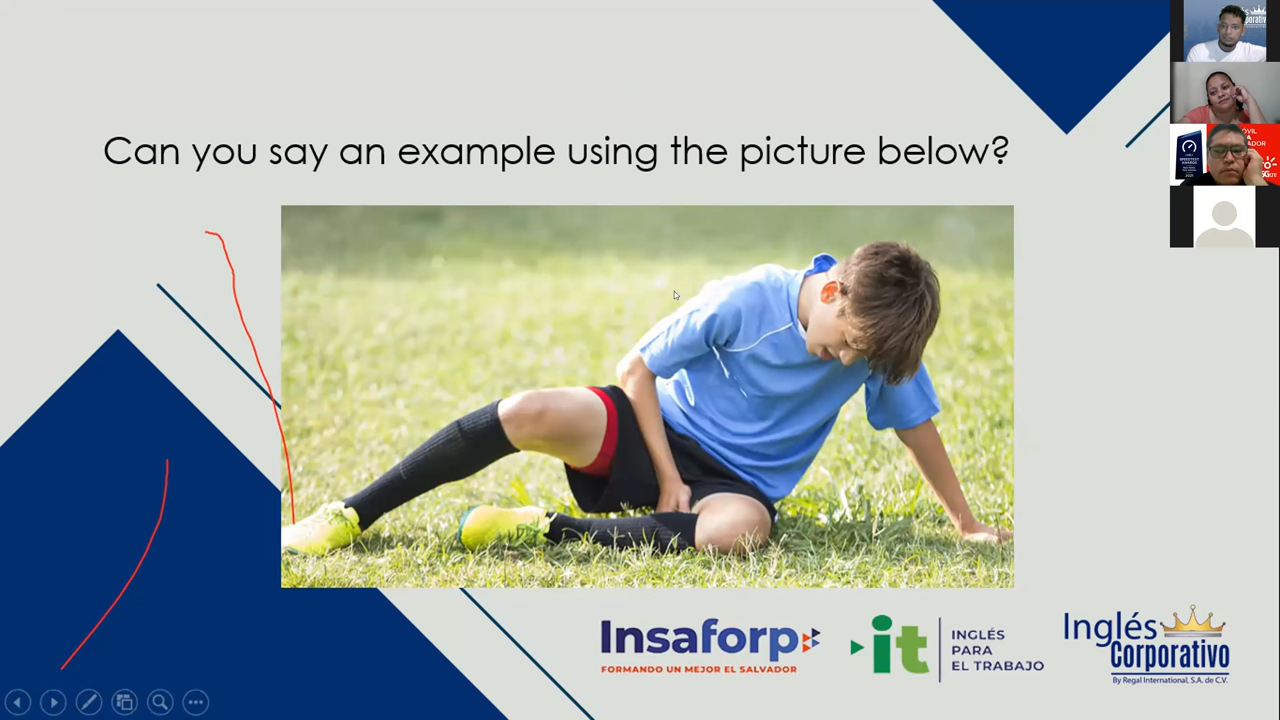 Can you say an example using the picture below?
Insaforp
FORMANDO UN MEJOR EL SALVADOR
it
INGLÉS
PARA
EL TRABAJO
Inglés
Corporativo
By Regal International, S.A. de C.V.